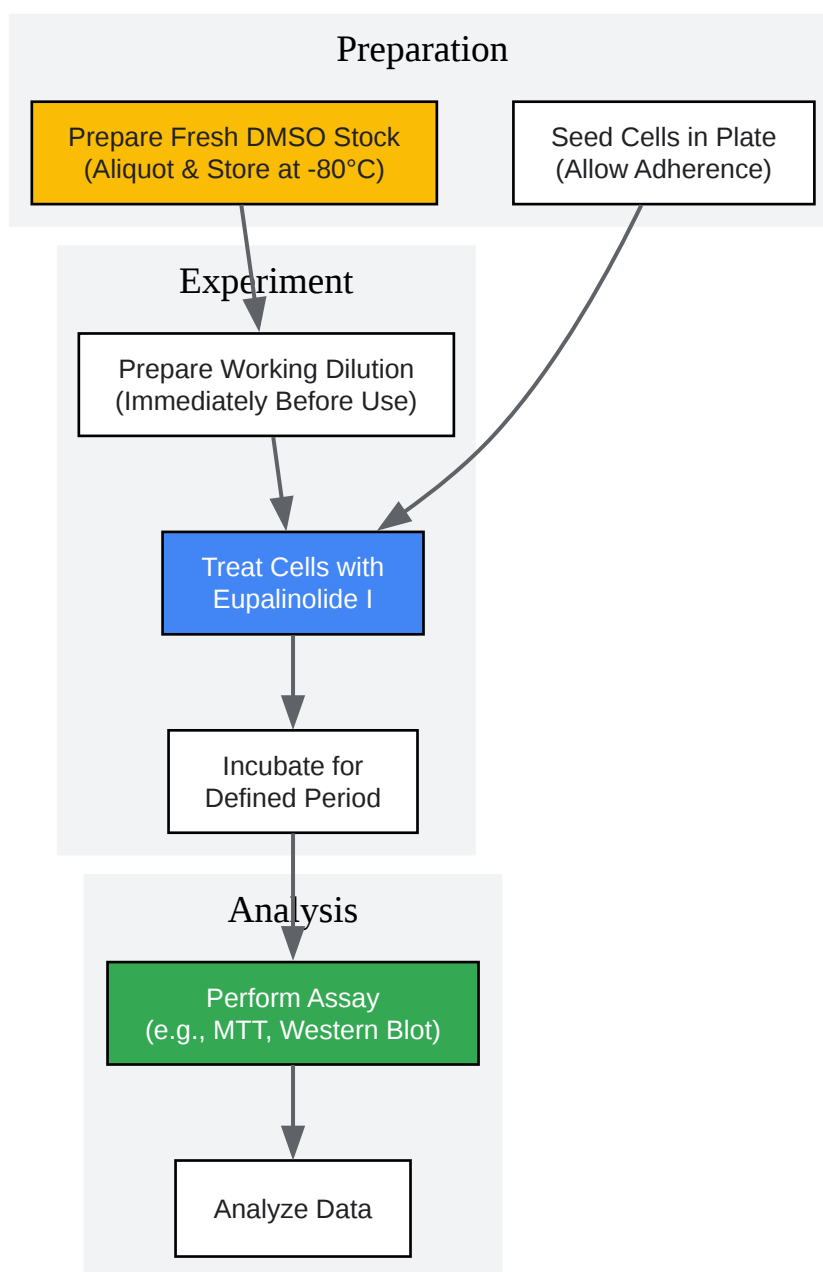 Preparation
Prepare Fresh DMSO Stock
(Aliquot & Store at -80°C)
Seed Cells in Plate
(Allow Adherence)
Experiment
Prepare Working Dilution
(Immediately Before Use)
Treat Cells with
Eupalinolide I
Incubate for
Defined Period
Analysis
Perform Assay
(e.g., MTT, Western Blot)
Analyze Data